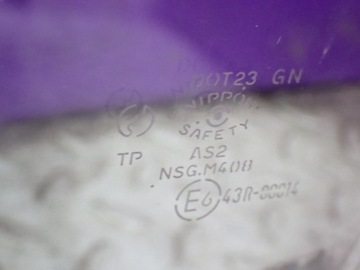 DOT23 GN
NIPPON
SAFETY
TP AS2
NSG.M408
E6 43R-00014